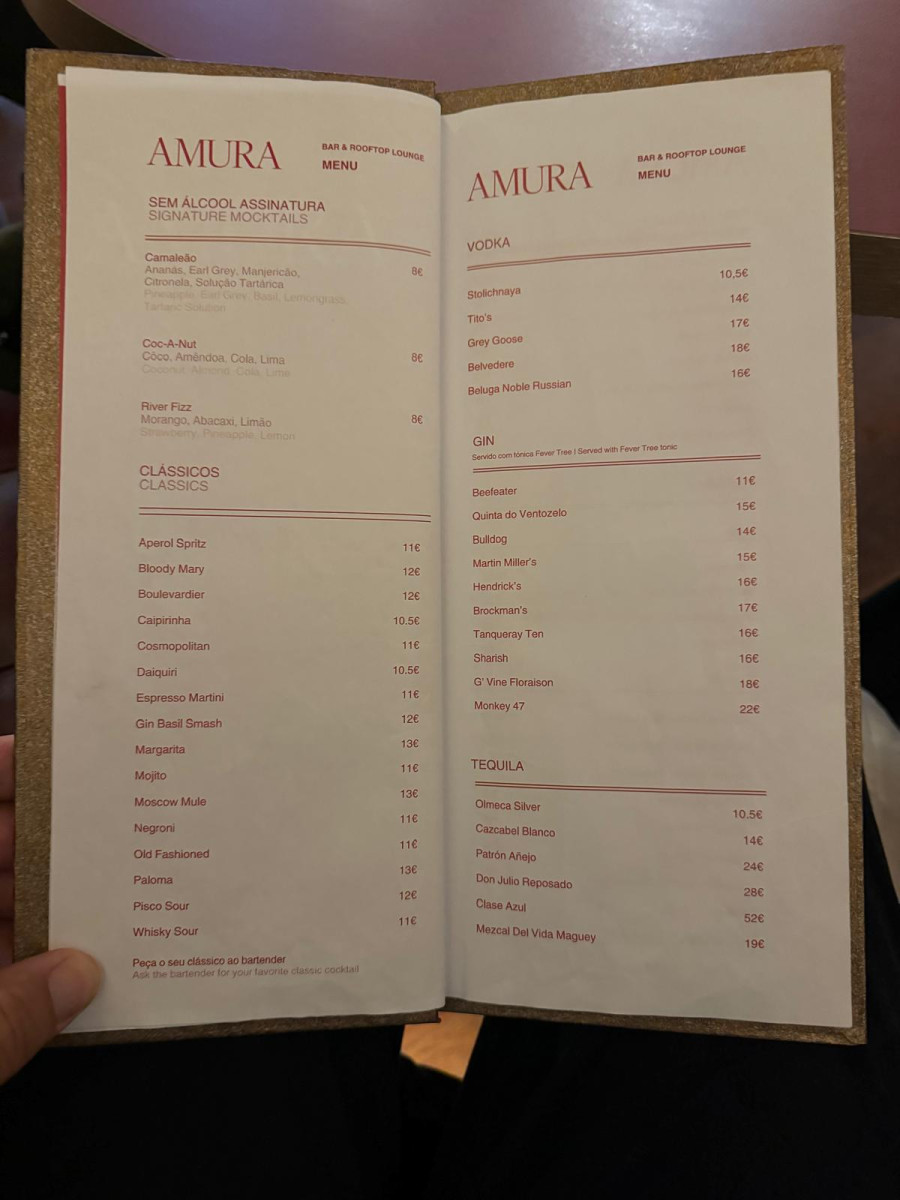 AMURA
BAR & ROOFTOP LOUNGE
MENU
SEM ÁLCOOL ASSINATURA
SIGNATURE MOCKTAILS
Camaleão 8€
Ananás, Earl Grey, Manjericão,
Citronela, Solução Tartárica
Pineapple, Earl Grey, Basil, Lemongrass,
Tartaric Solution
Coc-A-Nut 8€
Côco, Amêndoa, Cola, Lima
Coconut, Almond, Cola, Lime
River Fizz 8€
Morango, Abacaxi, Limão
Strawberry, Pineapple, Lemon
CLÁSSICOS
CLASSICS
Aperol Spritz 11€
Bloody Mary 12€
Boulevardier 12€
Caipirinha 10.5€
Cosmopolitan 11€
Daiquiri 10.5€
Espresso Martini 11€
Gin Basil Smash 12€
Margarita 13€
Mojito 11€
Moscow Mule 13€
Negroni 11€
Old Fashioned 11€
Paloma 13€
Pisco Sour 12€
Whisky Sour 11€
Peça o seu clássico ao bartender
Ask the bartender for your favorite classic cocktail
AMURA
BAR & ROOFTOP LOUNGE
MENU
VODKA
Stolichnaya 10,5€
Tito's 14€
Grey Goose 17€
Belvedere 18€
Beluga Noble Russian 16€
GIN
Servido com tónica Fever Tree | Served with Fever Tree tonic
Beefeater 11€
Quinta do Ventozelo 15€
Bulldog 14€
Martin Miller's 15€
Hendrick's 16€
Brockman's 17€
Tanqueray Ten 16€
Sharish 16€
G' Vine Floraison 18€
Monkey 47 22€
TEQUILA
Olmeca Silver 10.5€
Cazcabel Blanco 14€
Patrón Añejo 24€
Don Julio Reposado 28€
Clase Azul 52€
Mezcal Del Vida Maguey 19€